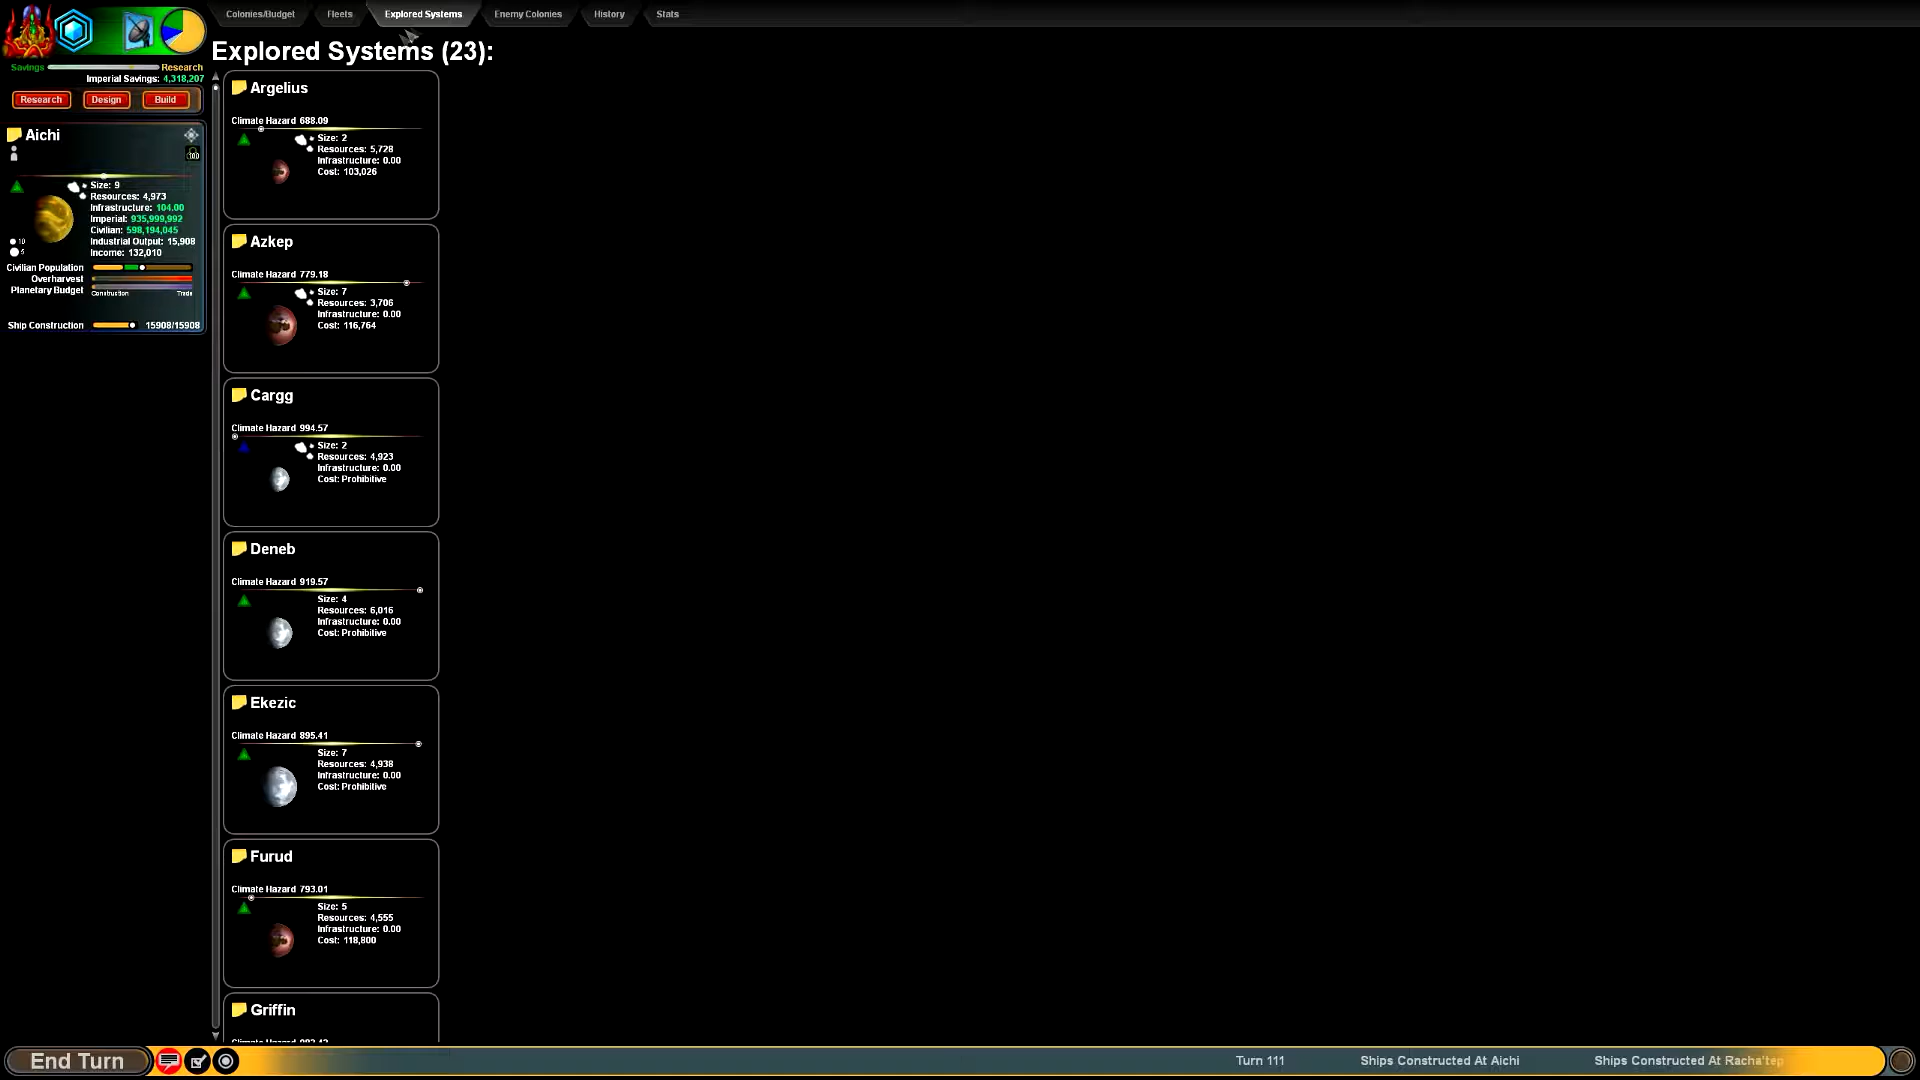 Colonies/Budget
Fleets
Explored Systems
Enemy Colonies
History
Stats
Savings
Research
Imperial Savings: 4,318,207
Research
Design
Build
Aichi
100
Size: 9
Resources: 4,973
Infrastructure: 104.00
Imperial: 935,999,992
Civilian: 598,194,045
Industrial Output: 15,908
Income: 132,010
10
5
Civilian Population
Overharvest
Planetary Budget
Construction
Trade
Ship Construction
15908/15908
Explored Systems (23):
Argelius
Climate Hazard 688.09
Size: 2
Resources: 5,728
Infrastructure: 0.00
Cost: 103,026
Azkep
Climate Hazard 779.18
Size: 7
Resources: 3,706
Infrastructure: 0.00
Cost: 116,764
Cargg
Climate Hazard 994.57
Size: 2
Resources: 4,923
Infrastructure: 0.00
Cost: Prohibitive
Deneb
Climate Hazard 919.57
Size: 4
Resources: 6,016
Infrastructure: 0.00
Cost: Prohibitive
Ekezic
Climate Hazard 895.41
Size: 7
Resources: 4,938
Infrastructure: 0.00
Cost: Prohibitive
Furud
Climate Hazard 793.01
Size: 5
Resources: 4,555
Infrastructure: 0.00
Cost: 118,800
Griffin
Climate Hazard
End Turn
Turn 111
Ships Constructed At Aichi
Ships Constructed At Racha'tep